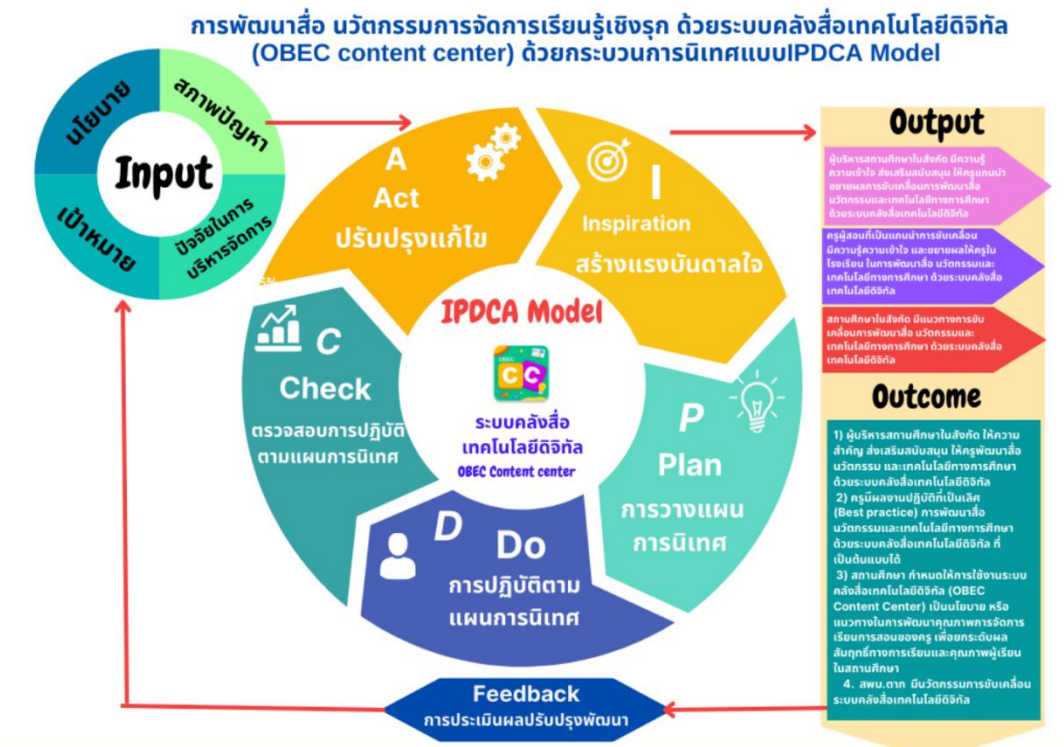 การพัฒนาสื่อ นวัตกรรมการจัดการเรียนรู้เชิงรุก ด้วยระบบคลังสื่อเทคโนโลยีดิจิทัล
(OBEC content center) ด้วยกระบวนการนิเทศแบบIPDCA Model
นโยบาย
สภาพปัญหา
Input
เป้าหมาย
ปัจจัยในการ
บริหารจัดการ
A
Act
ปรับปรุงแก้ไข
I
Inspiration
สร้างแรงบันดาลใจ
P
Plan
การวางแผน
การนิเทศ
D
Do
การปฏิบัติตาม
แผนการนิเทศ
C
Check
ตรวจสอบการปฏิบัติ
ตามแผนการนิเทศ
IPDCA Model
OBEC
CC
ระบบคลังสื่อ
เทคโนโลยีดิจิทัล
OBEC Content center
Output
ผู้บริหารสถานศึกษาในสังกัด มีความรู้
ความเข้าใจ ส่งเสริมสนับสนุน ให้ครูแกนนำ
ขยายผลการขับเคลื่อนการพัฒนาสื่อ
นวัตกรรมและเทคโนโลยีทางการศึกษา
ด้วยระบบคลังสื่อเทคโนโลยีดิจิทัล
ครูผู้สอนที่เป็นแกนนำการขับเคลื่อน
มีความรู้ความเข้าใจ และขยายผลให้ครูใน
โรงเรียน ในการพัฒนาสื่อ นวัตกรรมและ
เทคโนโลยีทางการศึกษา ด้วยระบบคลังสื่อ
เทคโนโลยีดิจิทัล
สถานศึกษาในสังกัด มีแนวทางการขับ
เคลื่อนการพัฒนาสื่อ นวัตกรรมและ
เทคโนโลยีทางการศึกษา ด้วยระบบคลังสื่อ
เทคโนโลยีดิจิทัล
Outcome
1) ผู้บริหารสถานศึกษาในสังกัด ให้ความ
สำคัญ ส่งเสริมสนับสนุน ให้ครูพัฒนาสื่อ
นวัตกรรม และเทคโนโลยีทางการศึกษา
ด้วยระบบคลังสื่อเทคโนโลยีดิจิทัล
2) ครูมีผลงานปฏิบัติที่เป็นเลิศ
(Best practice) การพัฒนาสื่อ
นวัตกรรมและเทคโนโลยีทางการศึกษา
ด้วยระบบคลังสื่อเทคโนโลยีดิจิทัล ที่
เป็นต้นแบบได้
3) สถานศึกษา กำหนดให้การใช้งานระบบ
คลังสื่อเทคโนโลยีดิจิทัล (OBEC
Content Center) เป็นนโยบาย หรือ
แนวทางในการพัฒนาคุณภาพการจัดการ
เรียนการสอนของครู เพื่อยกระดับผล
สัมฤทธิ์ทางการเรียนและคุณภาพผู้เรียน
ในสถานศึกษา
4. สพม.ตาก มีนวัตกรรมการขับเคลื่อน
ระบบคลังสื่อเทคโนโลยีดิจิทัล
Feedback
การประเมินผลปรับปรุงพัฒนา